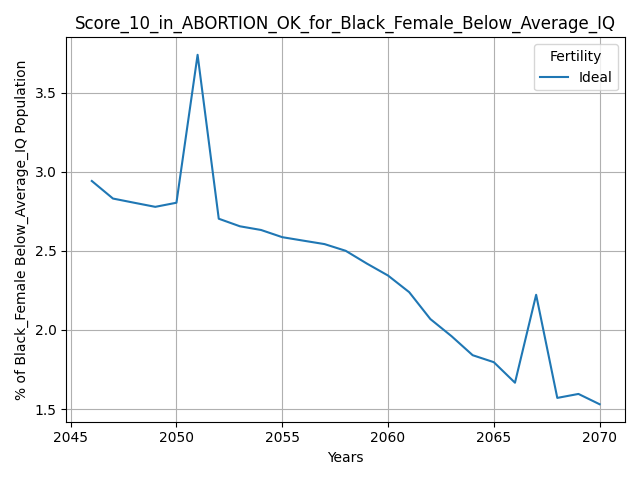 Score_10_in_ABORTION_OK_for_Black_Female_Below_Average_IQ
Fertility
Ideal
% of Black_Female Below_Average_IQ Population
3.5
3.0
2.5
2.0
1.5
2045
2050
2055
2060
2065
2070
Years